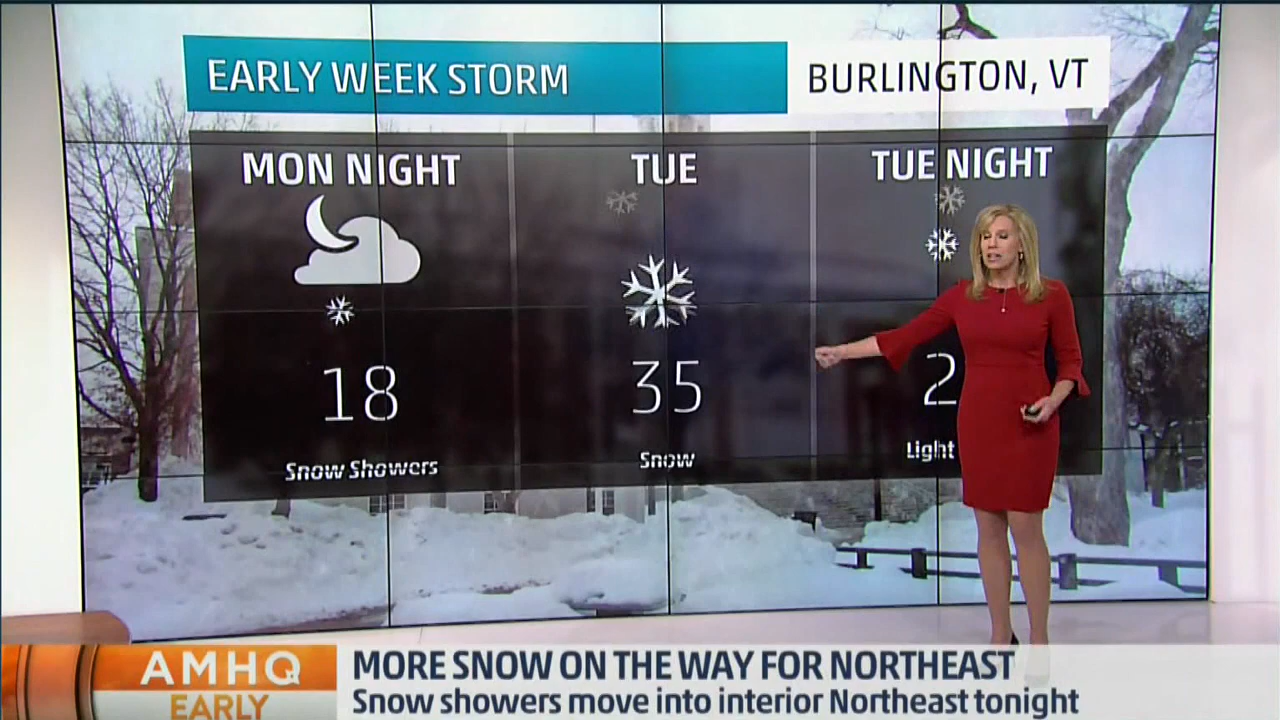 EARLY WEEK STORM
BURLINGTON, VT
MON NIGHT
TUE
TUE NIGHT
18
35
2
Snow Showers
Snow
Light
AMHQ
EARLY
MORE SNOW ON THE WAY FOR NORTHEAST
Snow showers move into interior Northeast tonight